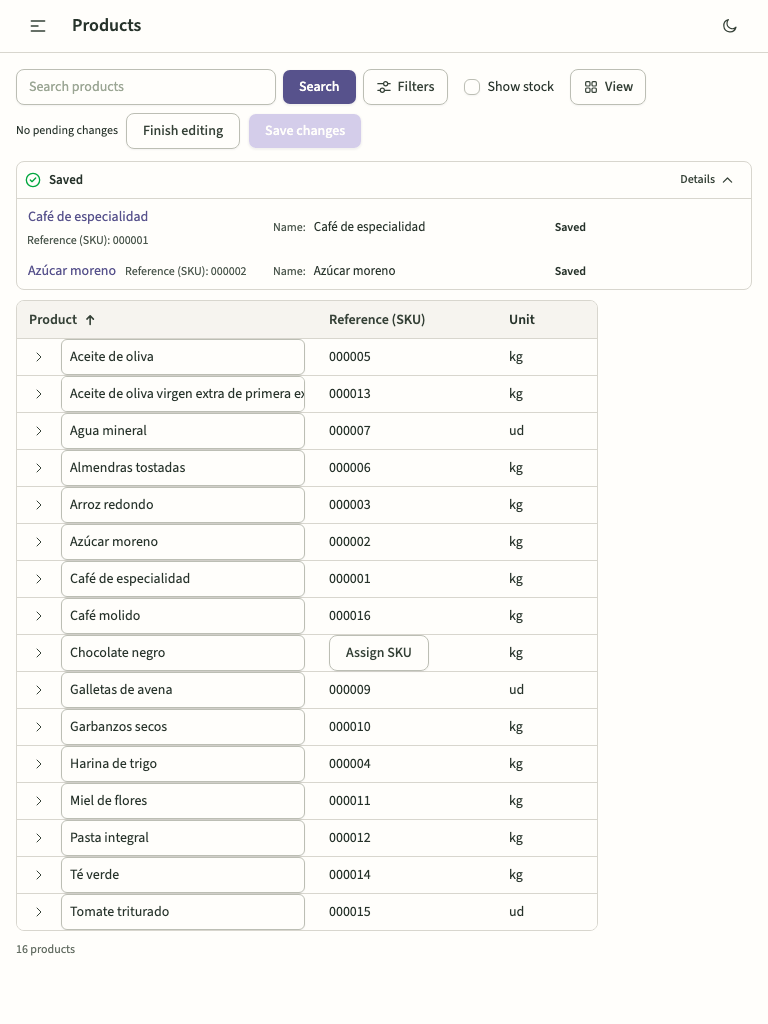 Products
Search products
Search
Filters
Show stock
View
No pending changes
Finish editing
Save changes
Saved
Details
Café de especialidad
Reference (SKU): 000001
Name: Café de especialidad
Saved
Azúcar moreno Reference (SKU): 000002
Name: Azúcar moreno
Saved
Product Reference (SKU) Unit
Aceite de oliva 000005 kg
Aceite de oliva virgen extra de primera ex 000013 kg
Agua mineral 000007 ud
Almendras tostadas 000006 kg
Arroz redondo 000003 kg
Azúcar moreno 000002 kg
Café de especialidad 000001 kg
Café molido 000016 kg
Chocolate negro Assign SKU kg
Galletas de avena 000009 ud
Garbanzos secos 000010 kg
Harina de trigo 000004 kg
Miel de flores 000011 kg
Pasta integral 000012 kg
Té verde 000014 kg
Tomate triturado 000015 ud
16 products